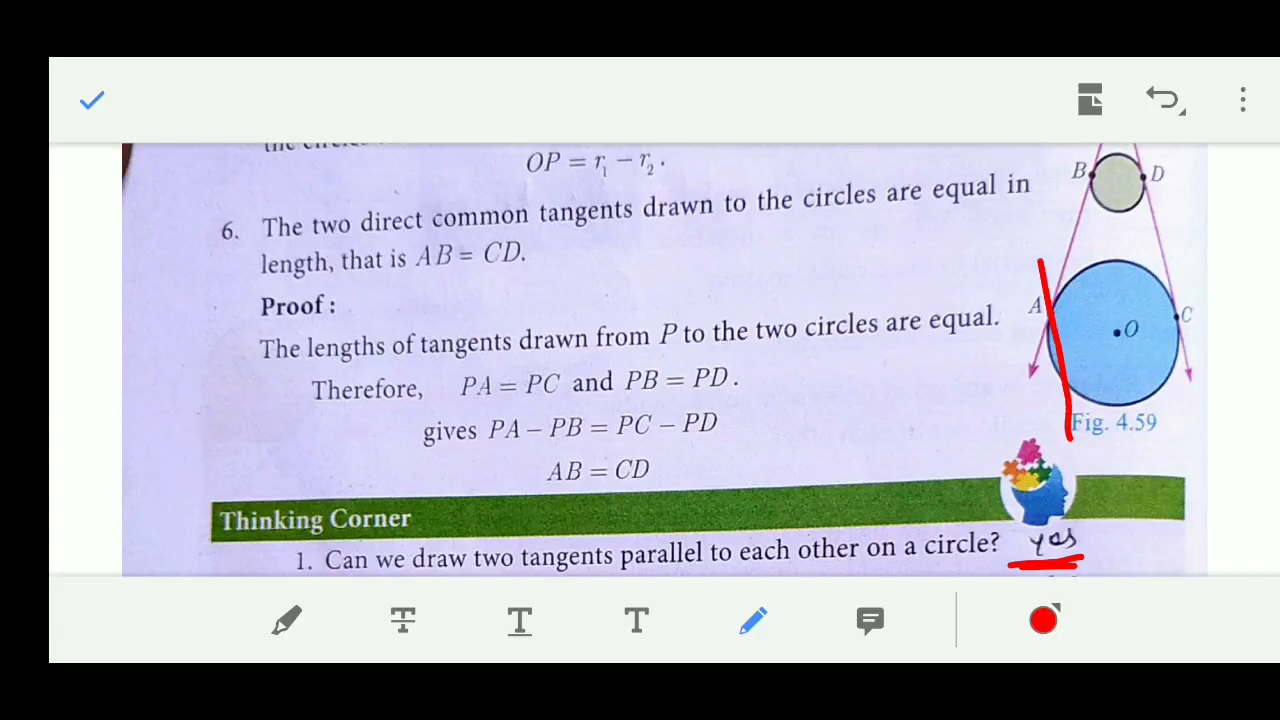 OP = r₁ − r₂.
6. The two direct common tangents drawn to the circles are equal in
length, that is AB = CD.
Proof :
The lengths of tangents drawn from P to the two circles are equal.
Therefore, PA = PC and PB = PD.
gives PA − PB = PC − PD
AB = CD
B D
A C
O
Fig. 4.59
Thinking Corner
1. Can we draw two tangents parallel to each other on a circle? yes
T T T